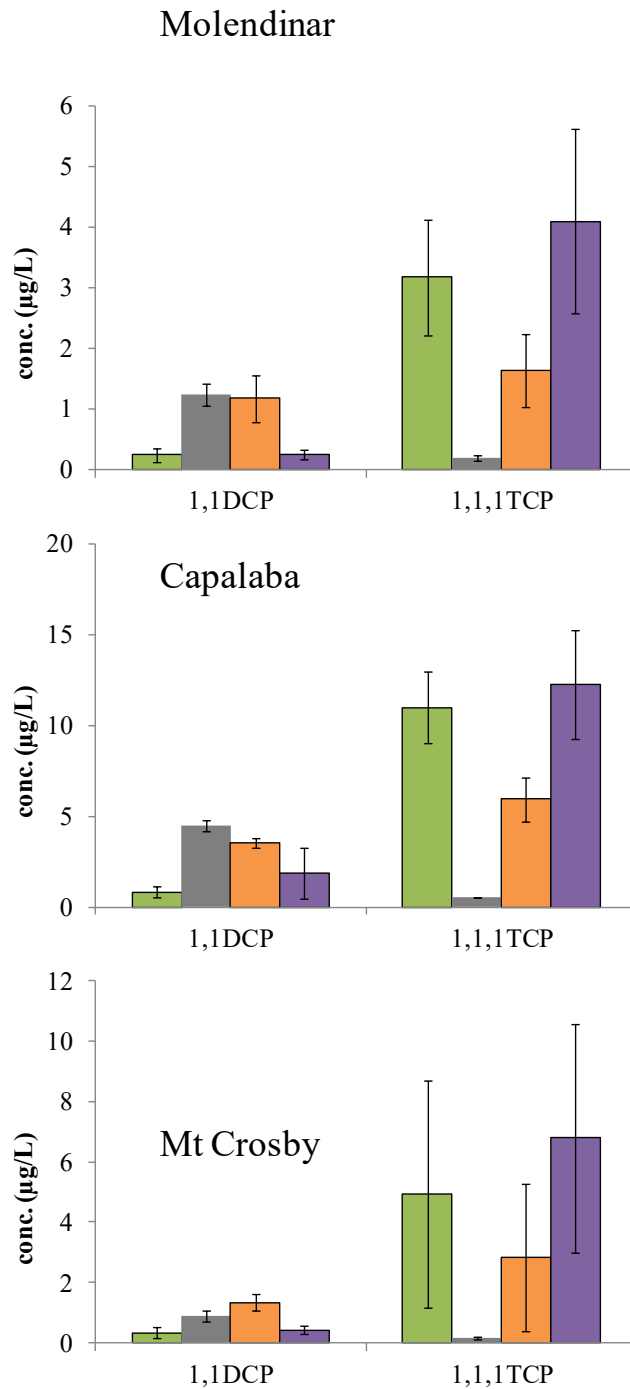 Molendinar
6
5
4
3
2
1
0
conc. (µg/L)
1,1DCP
1,1,1TCP
Capalaba
20
15
10
5
0
conc. (µg/L)
1,1DCP
1,1,1TCP
Mt Crosby
12
10
8
6
4
2
0
conc. (µg/L)
1,1DCP
1,1,1TCP